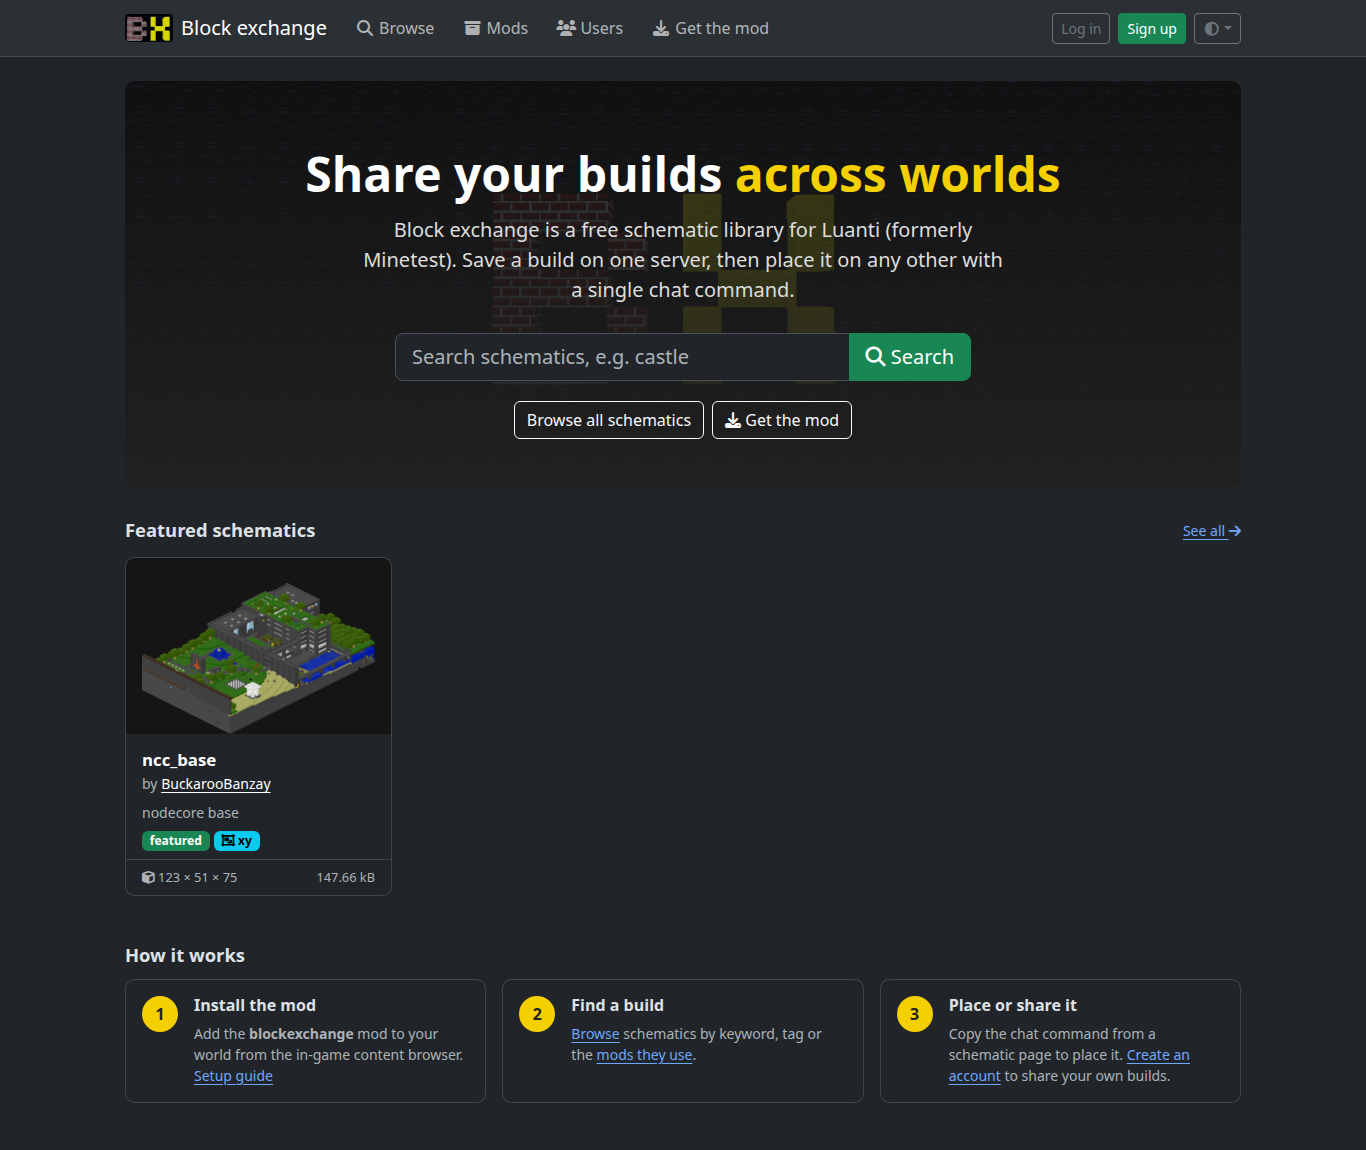 BX Block exchange Browse Mods Users Get the mod Log in Sign up
Share your builds across worlds
Block exchange is a free schematic library for Luanti (formerly
Minetest). Save a build on one server, then place it on any other with
a single chat command.
Search schematics, e.g. castle Search
Browse all schematics Get the mod
Featured schematics See all
ncc_base
by BuckarooBanzay
nodecore base
featured xy
123 × 51 × 75 147.66 kB
How it works
1 Install the mod
Add the blockexchange mod to your
world from the in-game content browser.
Setup guide
2 Find a build
Browse schematics by keyword, tag or
the mods they use.
3 Place or share it
Copy the chat command from a
schematic page to place it. Create an
account to share your own builds.